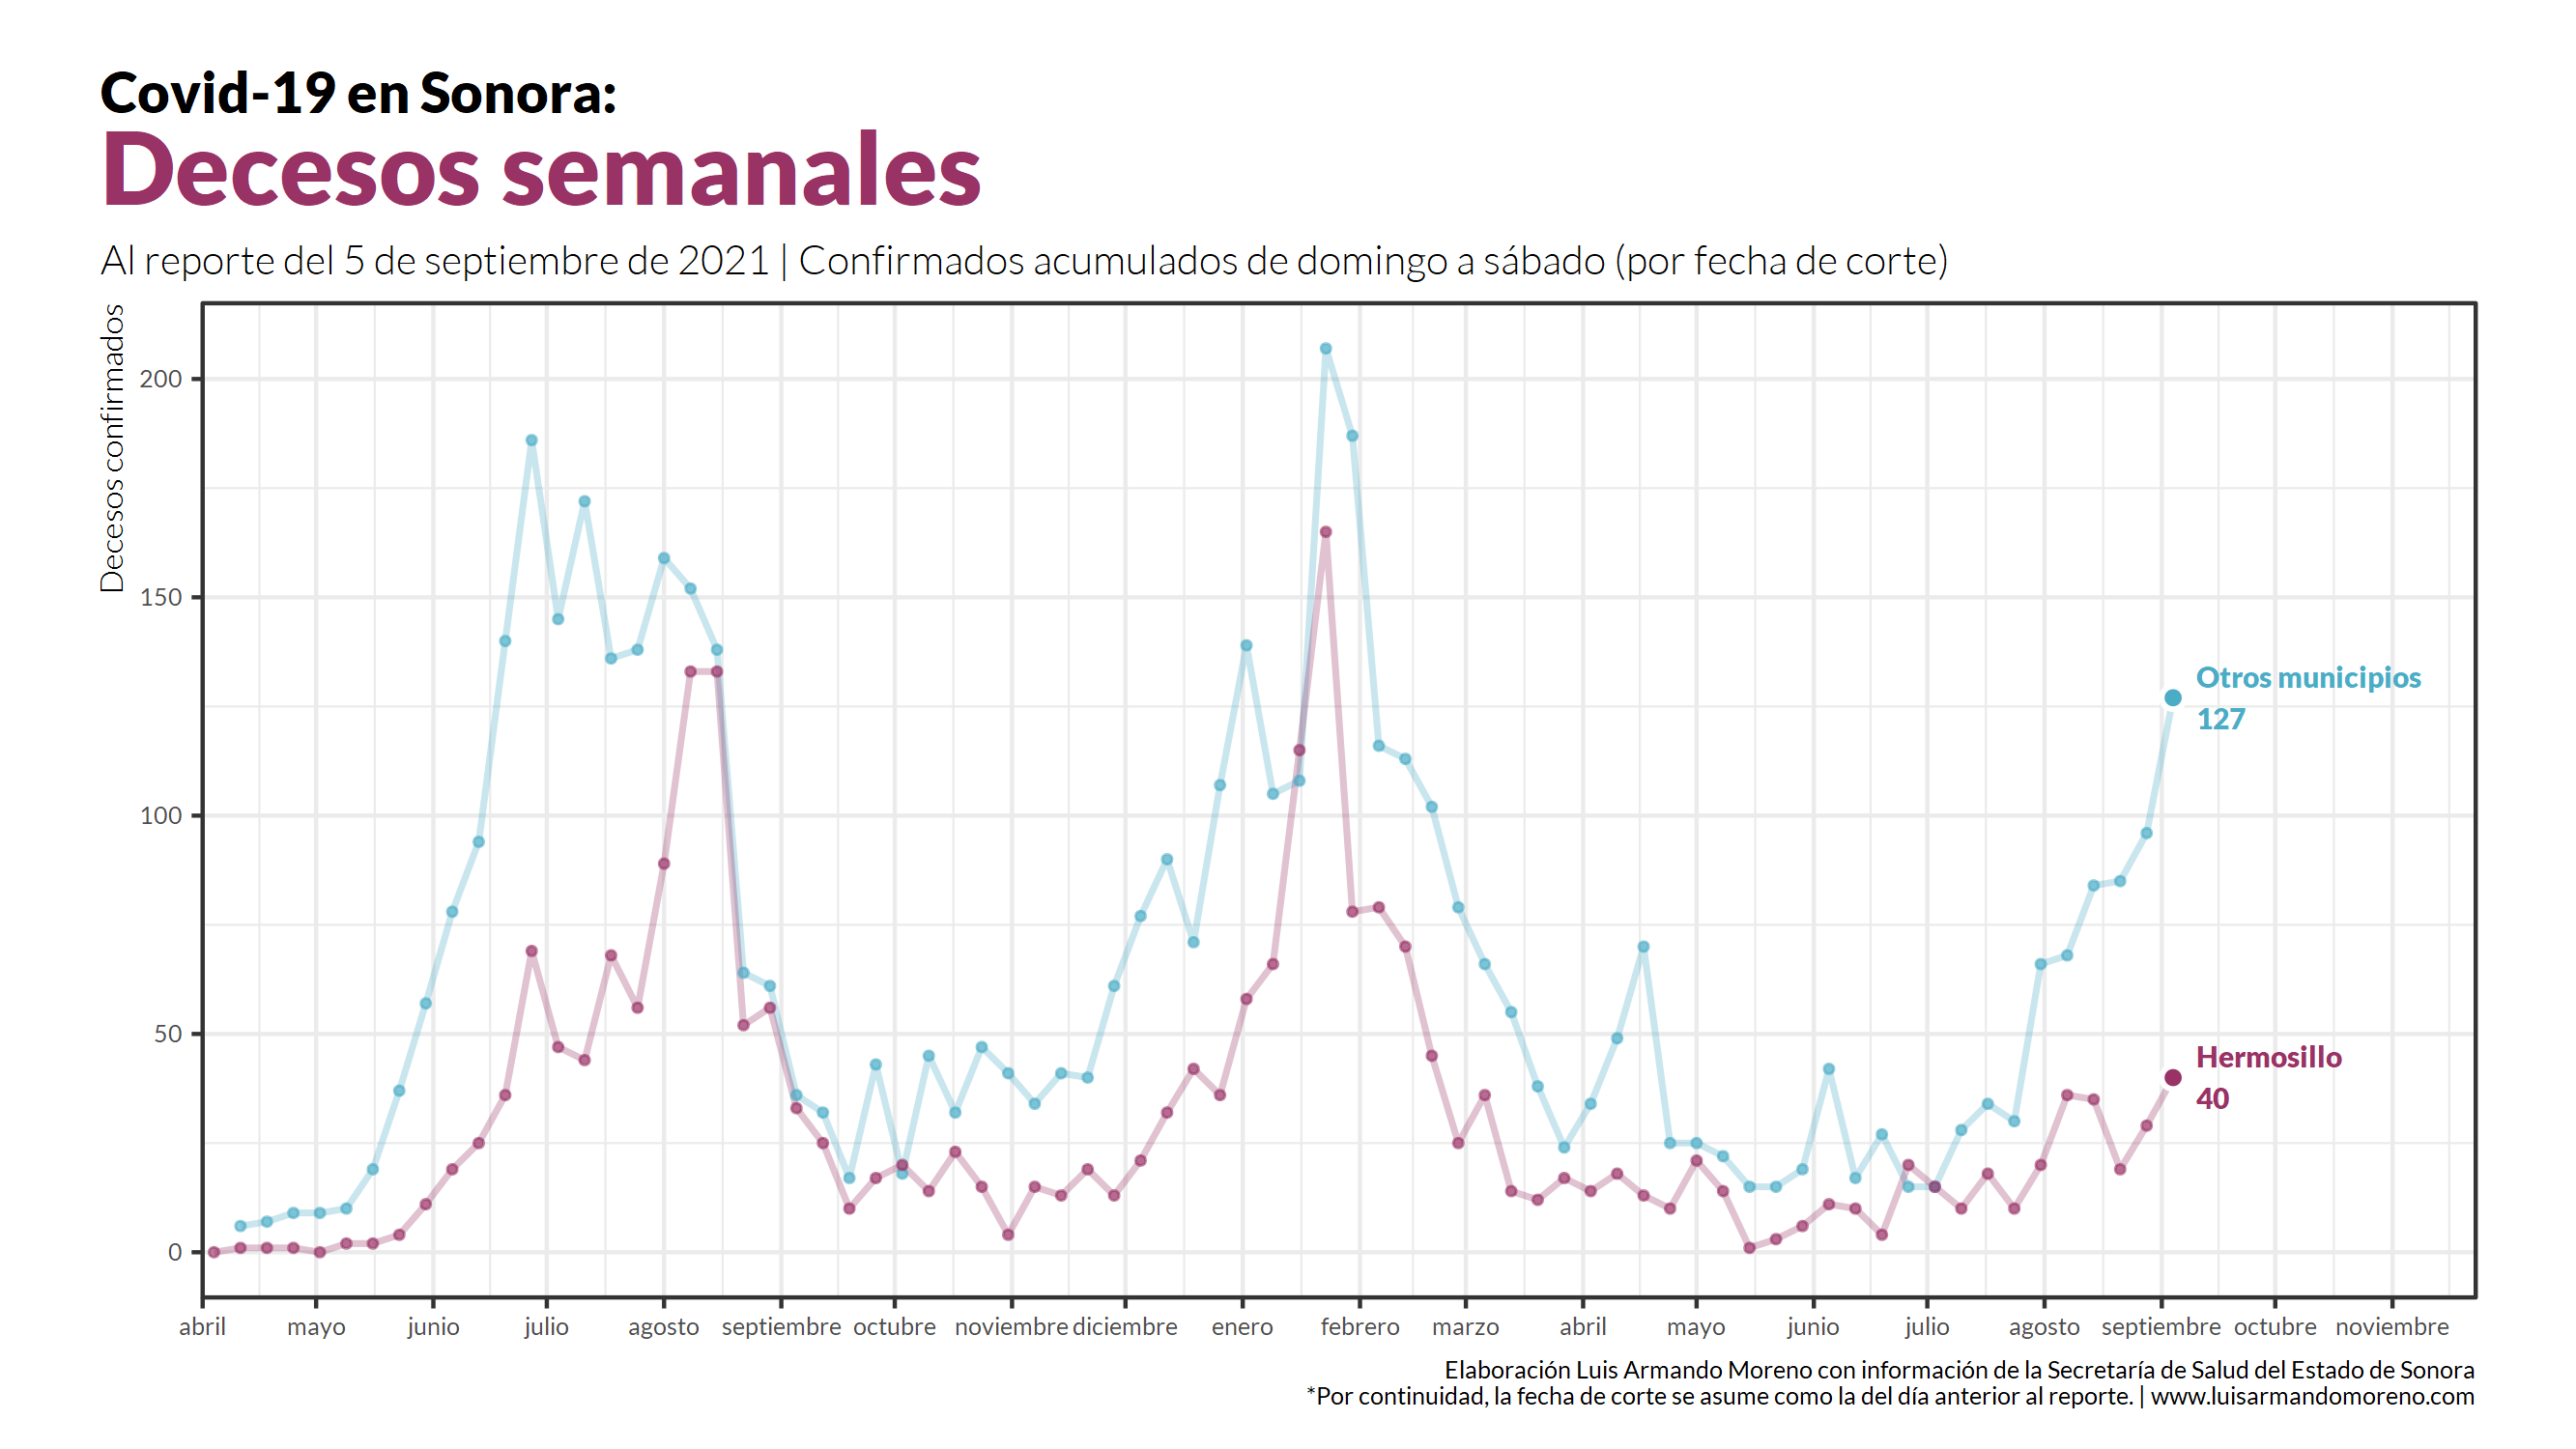 Covid-19 en Sonora:
Decesos semanales
Al reporte del 5 de septiembre de 2021 | Confirmados acumulados de domingo a sábado (por fecha de corte)
Decesos confirmados
200
150
100
50
0
Otros municipios
127
Hermosillo
40
abril mayo junio julio agosto septiembre octubre noviembre diciembre enero febrero marzo abril mayo junio julio agosto septiembre octubre noviembre
Elaboración Luis Armando Moreno con información de la Secretaría de Salud del Estado de Sonora
*Por continuidad, la fecha de corte se asume como la del día anterior al reporte. | www.luisarmandomoreno.com